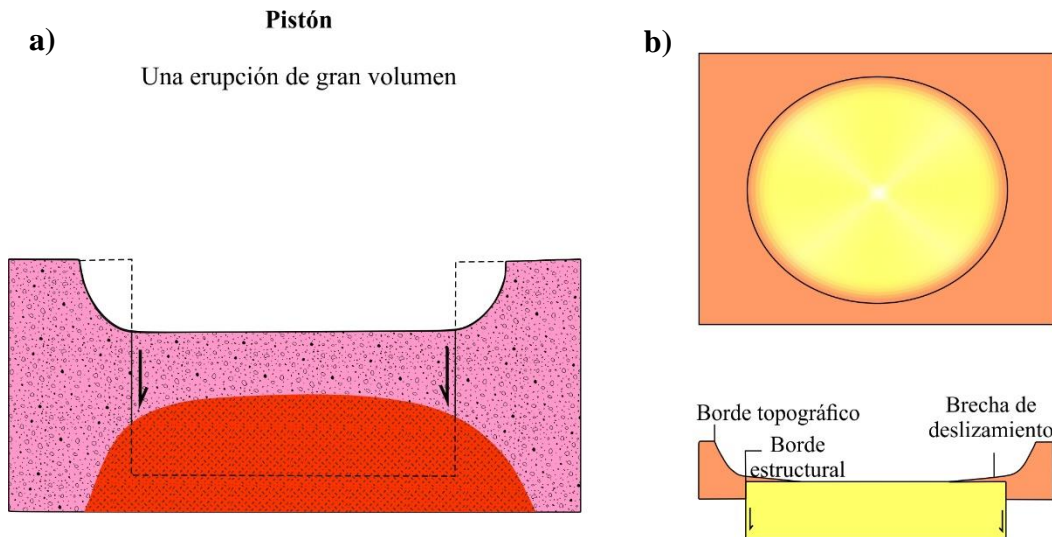 Pistón
a)
Una erupción de gran volumen
b)
Borde topográfico
Borde
estructural
Brecha de
deslizamiento